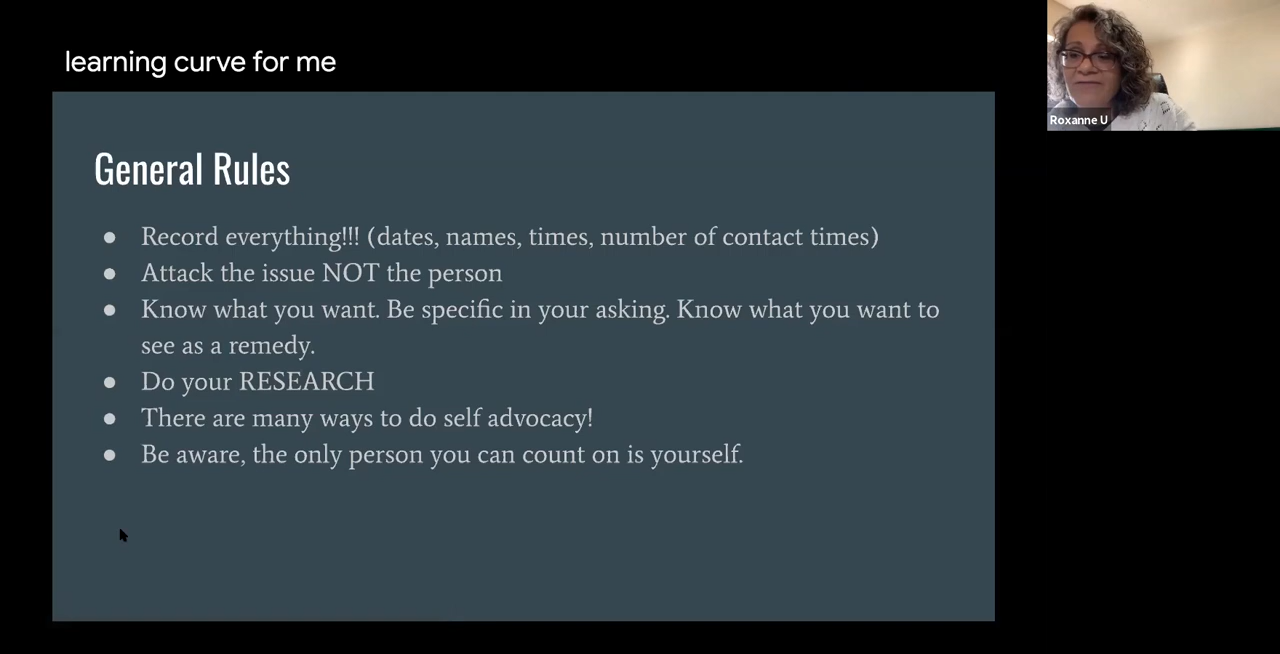 learning curve for me
Roxanne U
General Rules
● Record everything!!! (dates, names, times, number of contact times)
● Attack the issue NOT the person
● Know what you want. Be specific in your asking. Know what you want to
see as a remedy.
● Do your RESEARCH
● There are many ways to do self advocacy!
● Be aware, the only person you can count on is yourself.